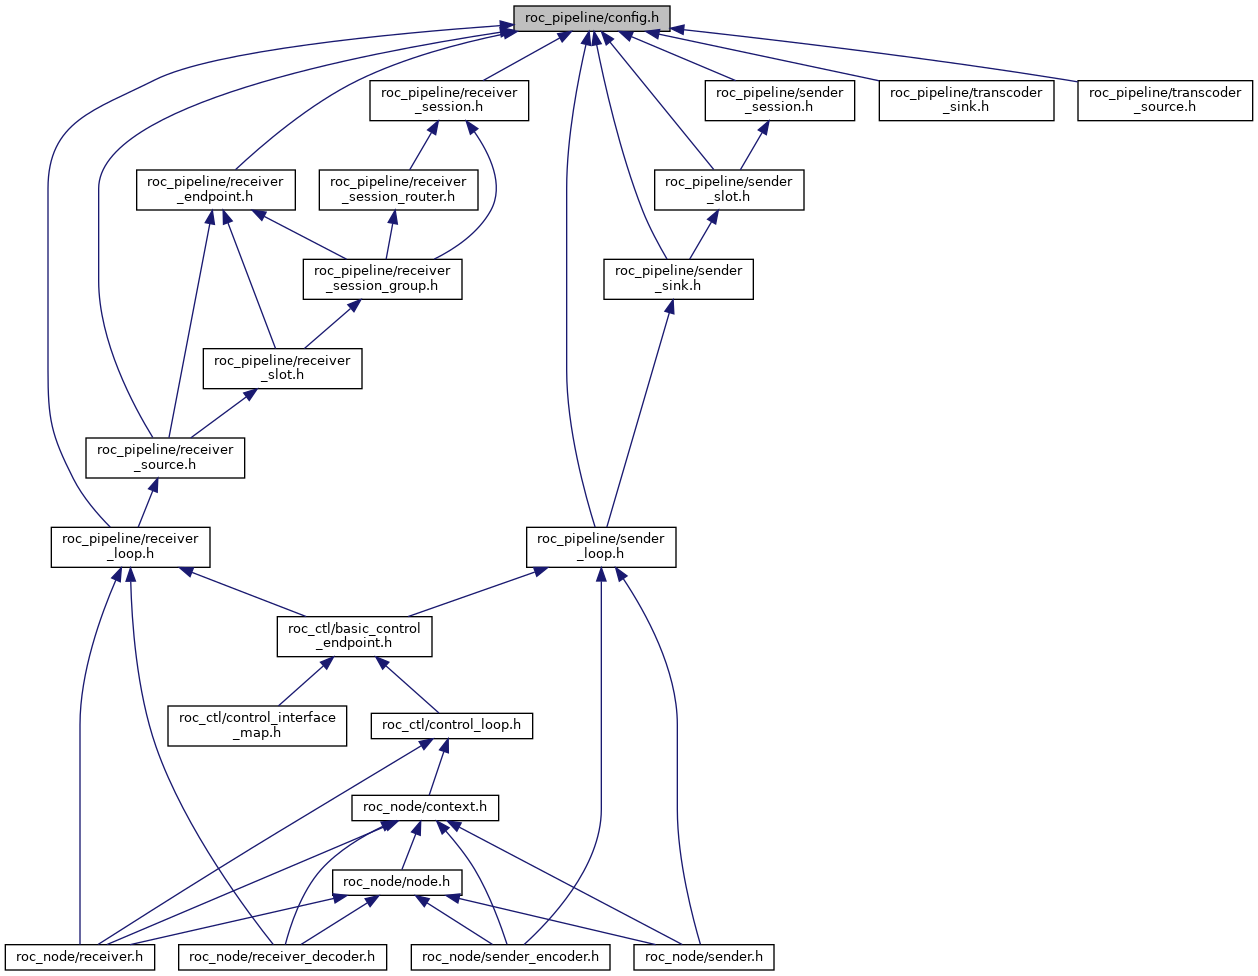 roc_pipeline/config.h
roc_pipeline/receiver
_session.h
roc_pipeline/sender
_session.h
roc_pipeline/transcoder
_sink.h
roc_pipeline/transcoder
_source.h
roc_pipeline/receiver
_endpoint.h
roc_pipeline/receiver
_session_router.h
roc_pipeline/sender
_slot.h
roc_pipeline/receiver
_session_group.h
roc_pipeline/sender
_sink.h
roc_pipeline/receiver
_slot.h
roc_pipeline/receiver
_source.h
roc_pipeline/receiver
_loop.h
roc_pipeline/sender
_loop.h
roc_ctl/basic_control
_endpoint.h
roc_ctl/control_interface
_map.h
roc_ctl/control_loop.h
roc_node/context.h
roc_node/node.h
roc_node/receiver.h
roc_node/receiver_decoder.h
roc_node/sender_encoder.h
roc_node/sender.h